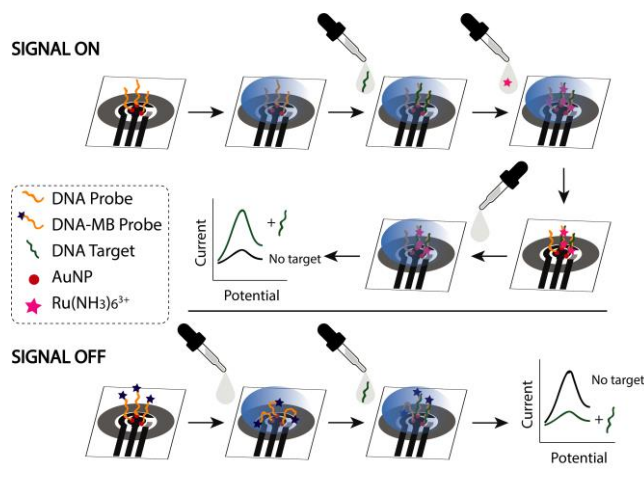 SIGNAL ON
DNA Probe
DNA-MB Probe
DNA Target
AuNP
Ru(NH3)6³⁺
Current
+
No target
Potential
SIGNAL OFF
Current
No target
+
Potential